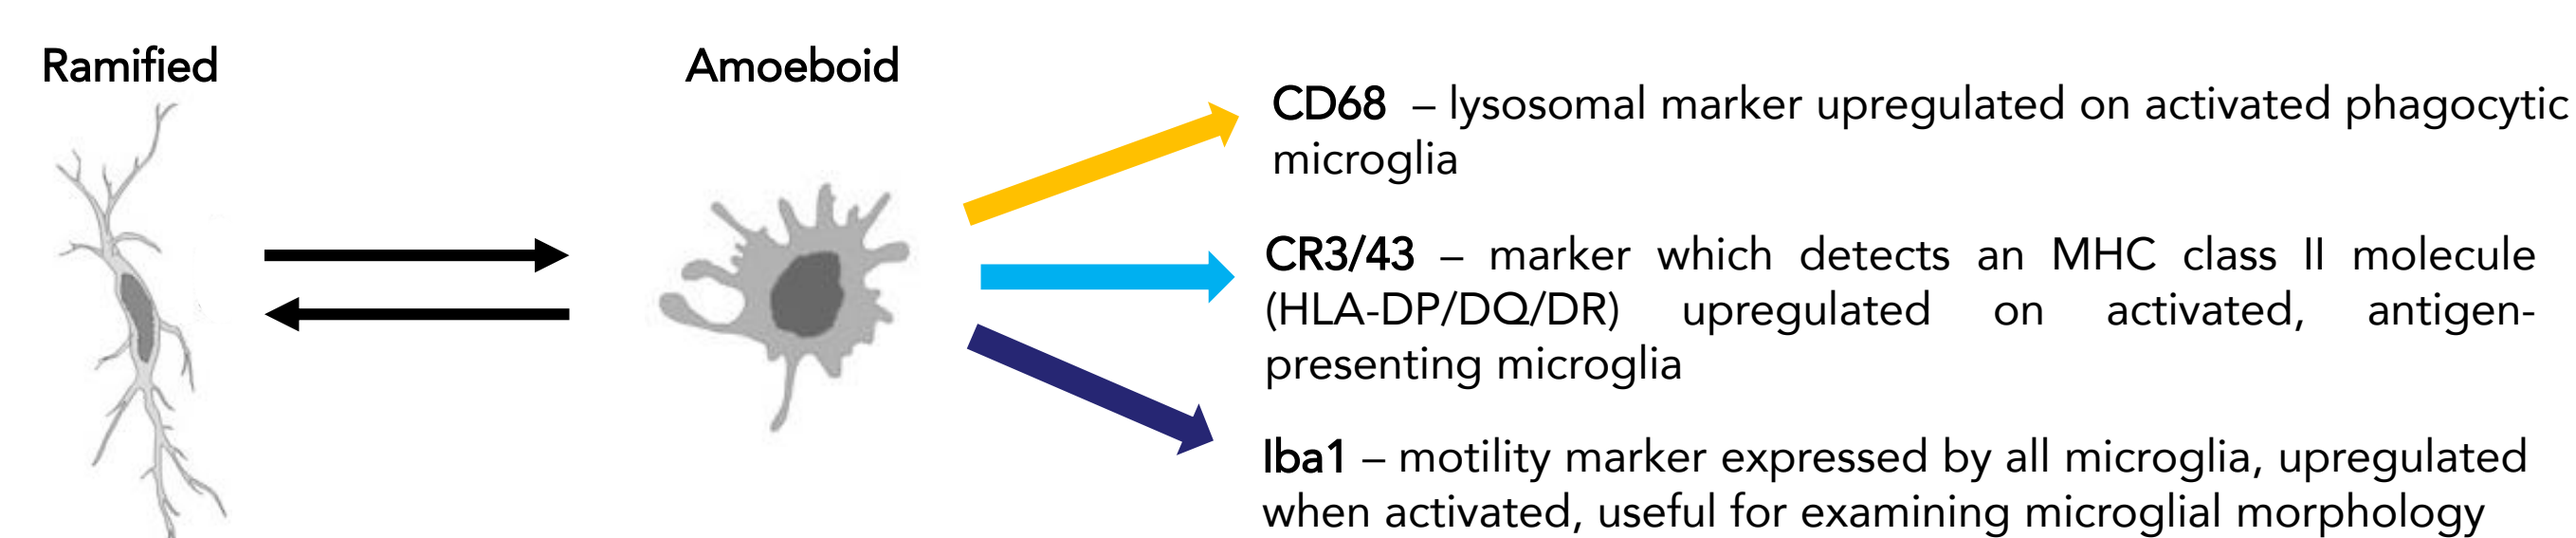 Ramified
Amoeboid
CD68 – lysosomal marker upregulated on activated phagocytic
microglia
CR3/43 – marker which detects an MHC class II molecule
(HLA-DP/DQ/DR) upregulated on activated, antigen-
presenting microglia
Iba1 – motility marker expressed by all microglia, upregulated
when activated, useful for examining microglial morphology